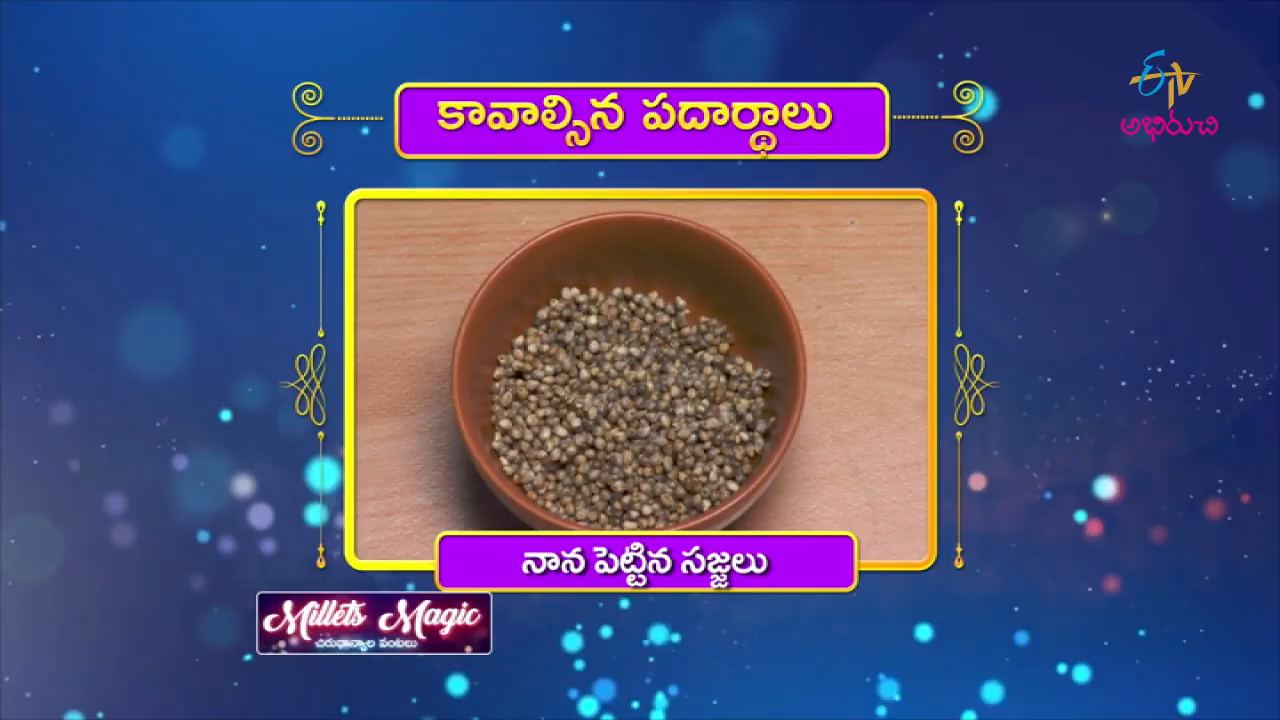 కావాల్సిన పదార్థాలు
ETV
అభిరుచి
నాన పెట్టిన సజ్జలు
Millets Magic
చిరుధాన్యాల వంటలు